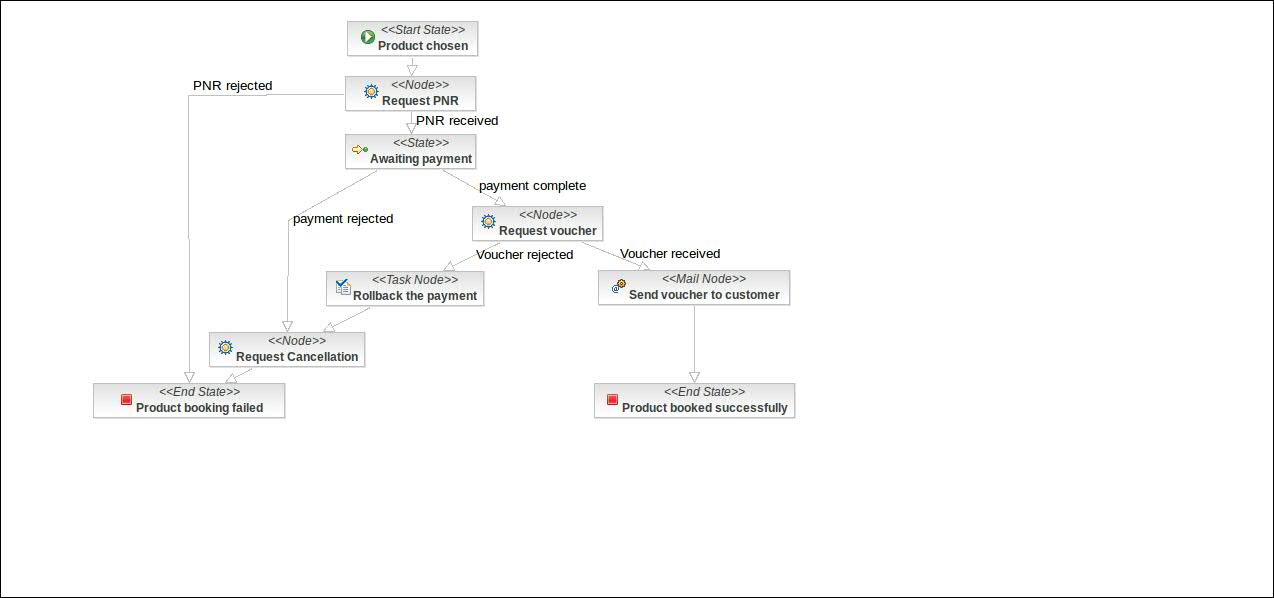 <<Start State>>
Product chosen
PNR rejected
<<Node>>
Request PNR
PNR received
<<State>>
Awaiting payment
payment complete
payment rejected
<<Node>>
Request voucher
Voucher rejected
Voucher received
<<Task Node>>
Rollback the payment
<<Mail Node>>
Send voucher to customer
<<Node>>
Request Cancellation
<<End State>>
Product booking failed
<<End State>>
Product booked successfully